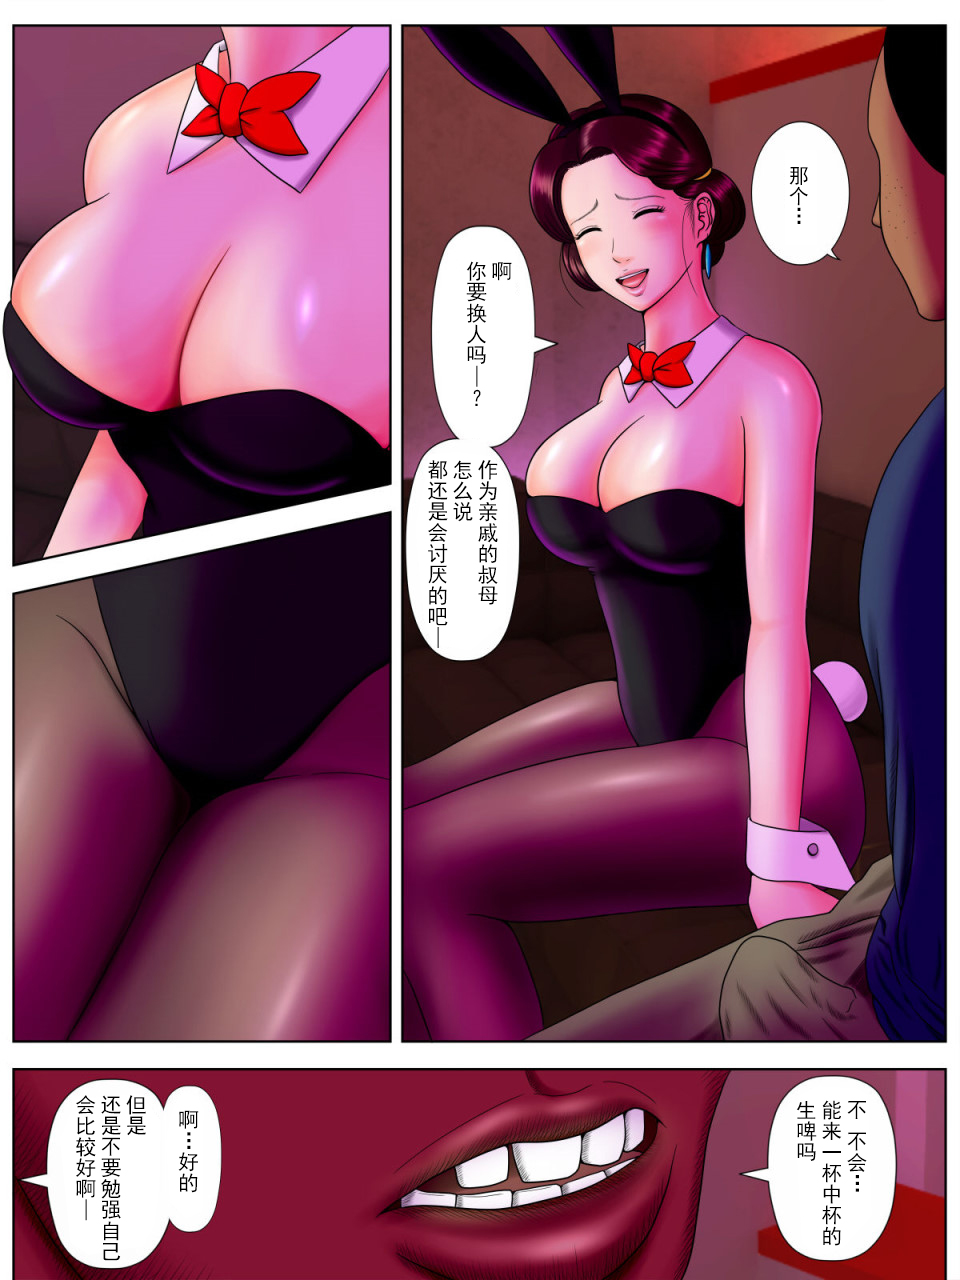 那个…
啊
你要换人吗—？
作为亲戚的叔母
怎么说
都还是会讨厌的吧—
不 不会…
能来一杯中杯的
生啤吗
啊…好的
但是
还是不要勉强自己
会比较好啊—